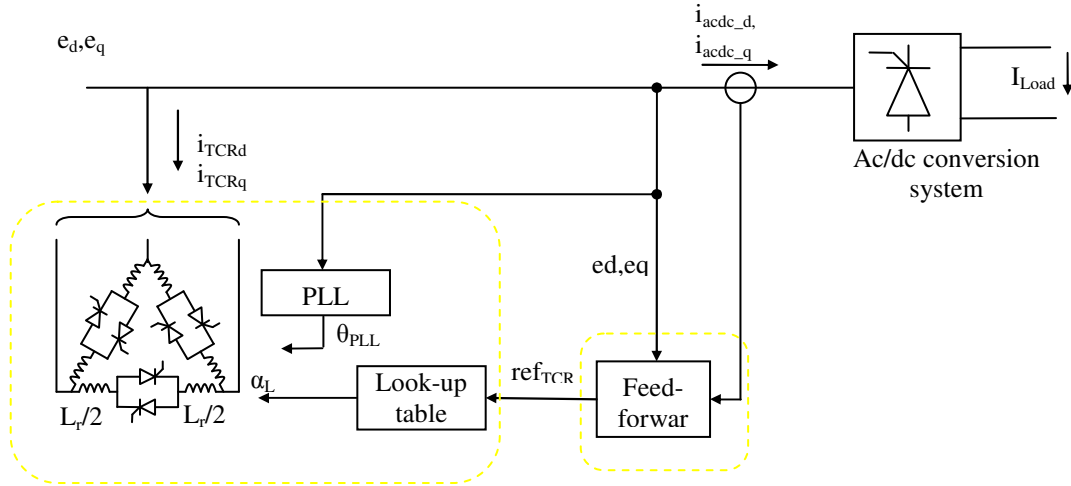 e_d,e_q
i_acdc_d,
i_acdc_q
I_Load
Ac/dc conversion
system
i_TCRd
i_TCRq
ed,eq
PLL
θ_PLL
ref_TCR
α_L
Look-up
table
Feed-
forwar
L_r/2
L_r/2